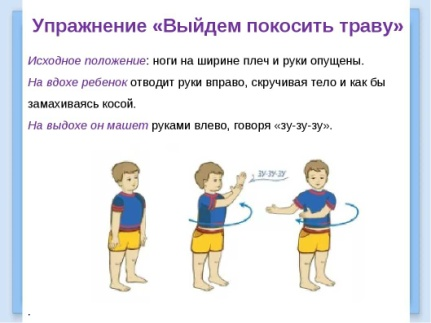 Упражнение «Выйдем покосить траву»
Исходное положение: ноги на ширине плеч и руки опущены.
На вдохе ребенок отводит руки вправо, скручивая тело и как бы
замахиваясь косой.
На выдохе он машет руками влево, говоря «зу-зу-зу».
ЗУ-ЗУ-ЗУ
.